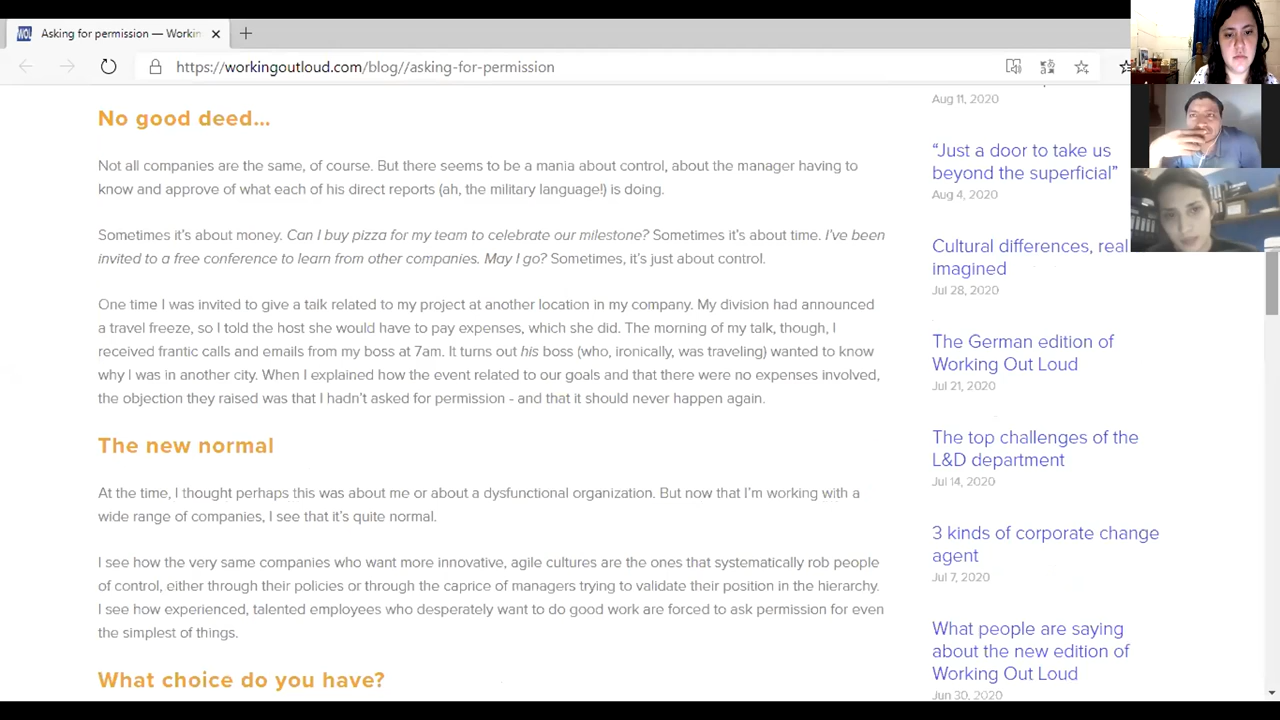 Asking for permission — Workin
https://workingoutloud.com/blog//asking-for-permission
No good deed...
Not all companies are the same, of course. But there seems to be a mania about control, about the manager having to
know and approve of what each of his direct reports (ah, the military language!) is doing.
Sometimes it's about money. Can I buy pizza for my team to celebrate our milestone? Sometimes it's about time. I've been
invited to a free conference to learn from other companies. May I go? Sometimes, it's just about control.
One time I was invited to give a talk related to my project at another location in my company. My division had announced
a travel freeze, so I told the host she would have to pay expenses, which she did. The morning of my talk, though, I
received frantic calls and emails from my boss at 7am. It turns out his boss (who, ironically, was traveling) wanted to know
why I was in another city. When I explained how the event related to our goals and that there were no expenses involved,
the objection they raised was that I hadn't asked for permission - and that it should never happen again.
The new normal
At the time, I thought perhaps this was about me or about a dysfunctional organization. But now that I'm working with a
wide range of companies, I see that it's quite normal.
I see how the very same companies who want more innovative, agile cultures are the ones that systematically rob people
of control, either through their policies or through the caprice of managers trying to validate their position in the hierarchy.
I see how experienced, talented employees who desperately want to do good work are forced to ask permission for even
the simplest of things.
What choice do you have?
Aug 11, 2020
“Just a door to take us
beyond the superficial”
Aug 4, 2020
Cultural differences, real
imagined
Jul 28, 2020
The German edition of
Working Out Loud
Jul 21, 2020
The top challenges of the
L&D department
Jul 14, 2020
3 kinds of corporate change
agent
Jul 7, 2020
What people are saying
about the new edition of
Working Out Loud
Jun 30, 2020